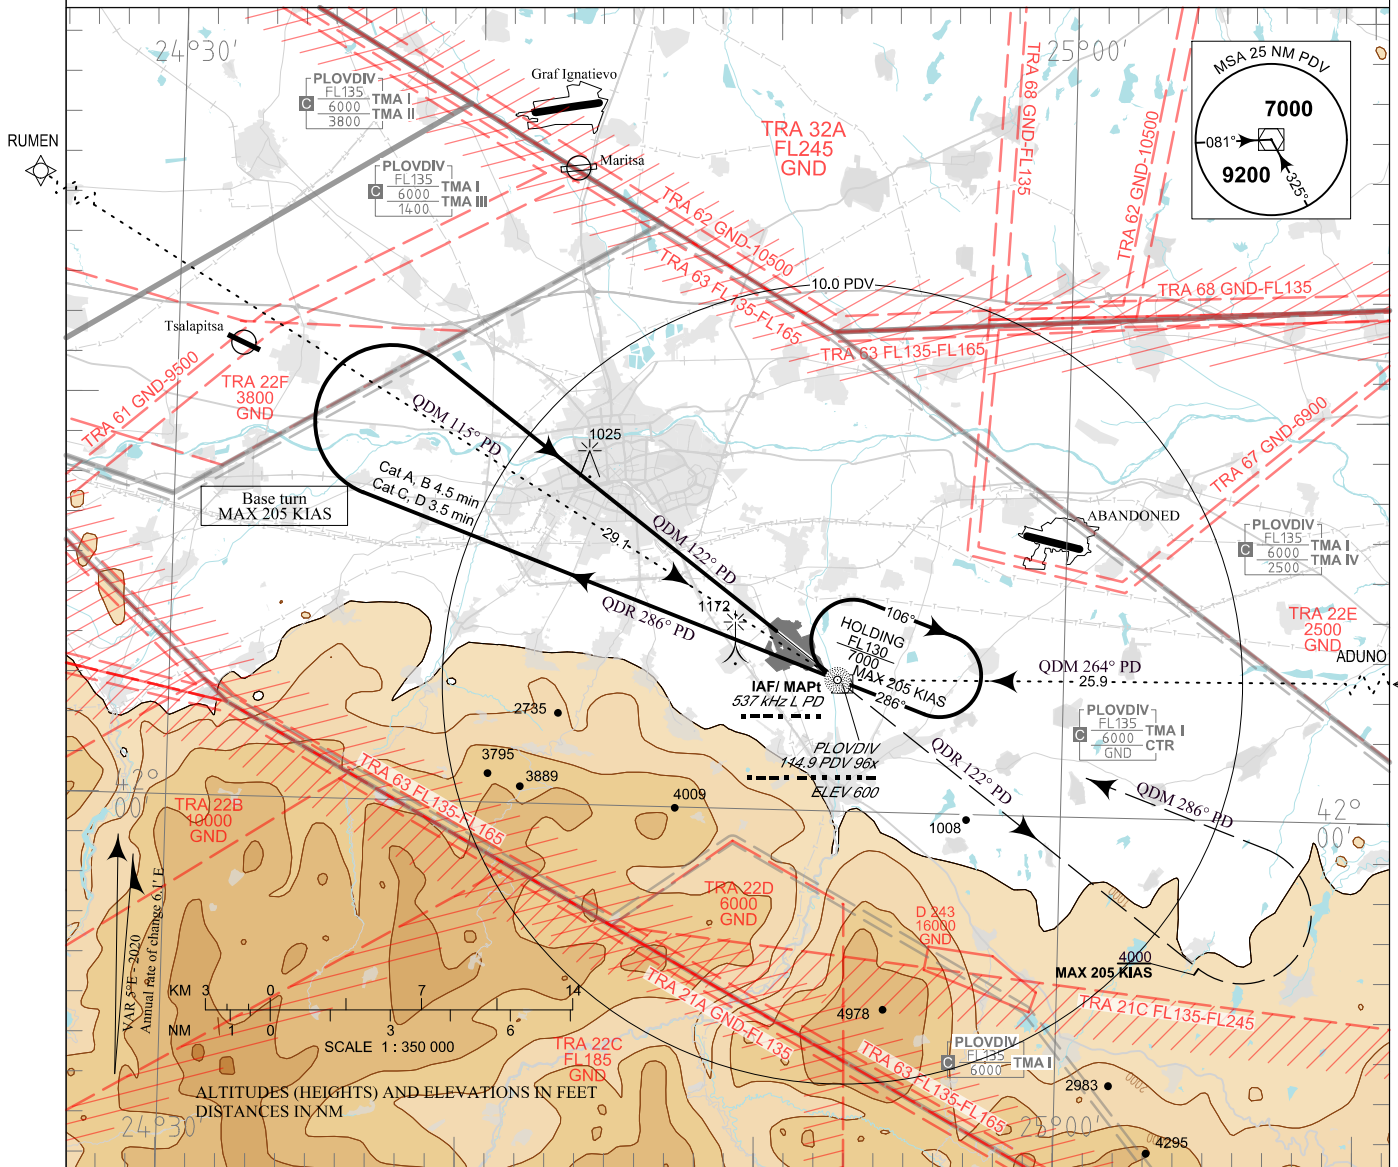 24°30'
25°00'
MSA 25 NM PDV
7000
081°
9200
325°
PLOVDIV
FL135
C 6000 TMA I
3800 TMA II
Graf Ignatievo
RUMEN
Maritsa
PLOVDIV
FL135
C 6000 TMA I
1400 TMA III
TRA 32A
FL245
GND
TRA 68 GND-FL135
TRA 62 GND-10500
TRA 62 GND-10500
TRA 63 FL135-FL165
10.0 PDV
TRA 68 GND-FL135
TRA 63 FL135-FL165
Tsalapitsa
TRA 61 GND-9500
TRA 22F
3800
GND
QDM 115° PD
1025
TRA 67 GND-6900
Cat A, B 4.5 min
Cat C, D 3.5 min
Base turn
MAX 205 KIAS
29.1
QDM 122° PD
ABANDONED
PLOVDIV
FL135
C 6000 TMA I
2500 TMA IV
1172
QDR 286° PD
106°
HOLDING
FL130
7000
MAX 205 KIAS
286°
TRA 22E
2500
GND
ADUNO
QDM 264° PD
25.9
IAF/ MAPt
537 kHz L PD
PLOVDIV
114.9 PDV 96x
ELEV 600
PLOVDIV
FL135
C 6000 TMA I
GND CTR
2735
3795
3889
4009
QDR 122° PD
QDM 286° PD
1008
42°
00'
42°
00'
TRA 63 FL135-FL165
TRA 22B
10000
GND
TRA 22D
6000
GND
D 243
16000
GND
1000
4000
MAX 205 KIAS
VAR 5°E - 2020
Annual rate of change 6.1' E
KM 3 0 7 14
NM 1 0 3 6
SCALE 1 : 350 000
TRA 21A GND-FL135
TRA 21C FL135-FL245
4978
TRA 22C
FL185
GND
TRA 63 FL135-FL165
PLOVDIV
FL135
C 6000 TMA I
2983
2000
ALTITUDES (HEIGHTS) AND ELEVATIONS IN FEET
DISTANCES IN NM
24°30'
25°00'
4295